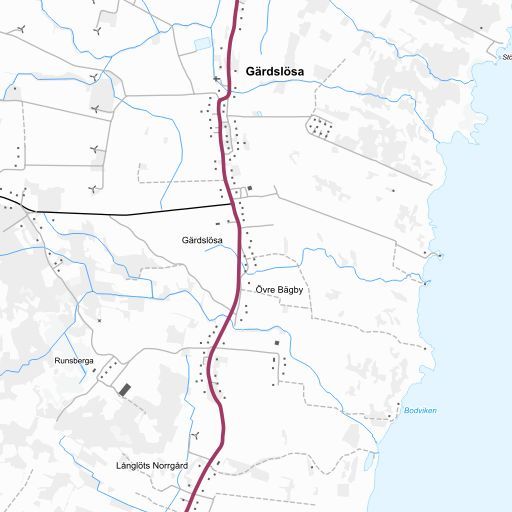 Gärdslösa
Gärdslösa
Övre Bägby
Runsberga
Bodviken
Långlöts Norrgård